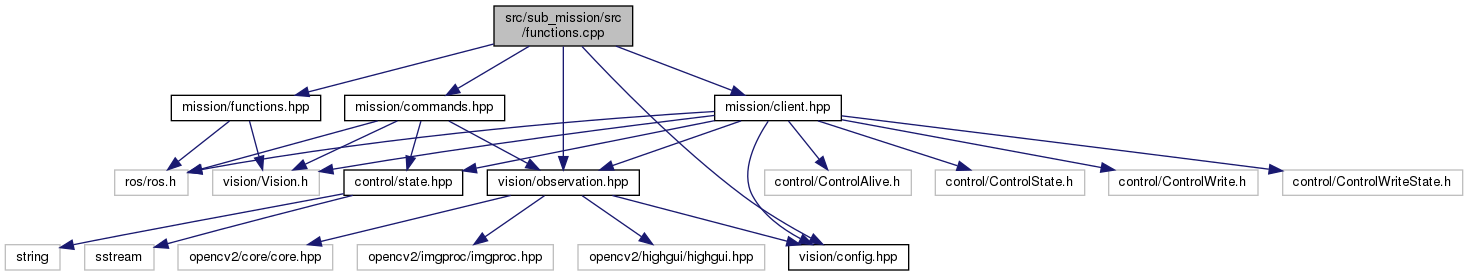 src/sub_mission/src
/functions.cpp
mission/functions.hpp
mission/commands.hpp
mission/client.hpp
ros/ros.h
vision/Vision.h
control/state.hpp
vision/observation.hpp
control/ControlAlive.h
control/ControlState.h
control/ControlWrite.h
control/ControlWriteState.h
string
sstream
opencv2/core/core.hpp
opencv2/imgproc/imgproc.hpp
opencv2/highgui/highgui.hpp
vision/config.hpp